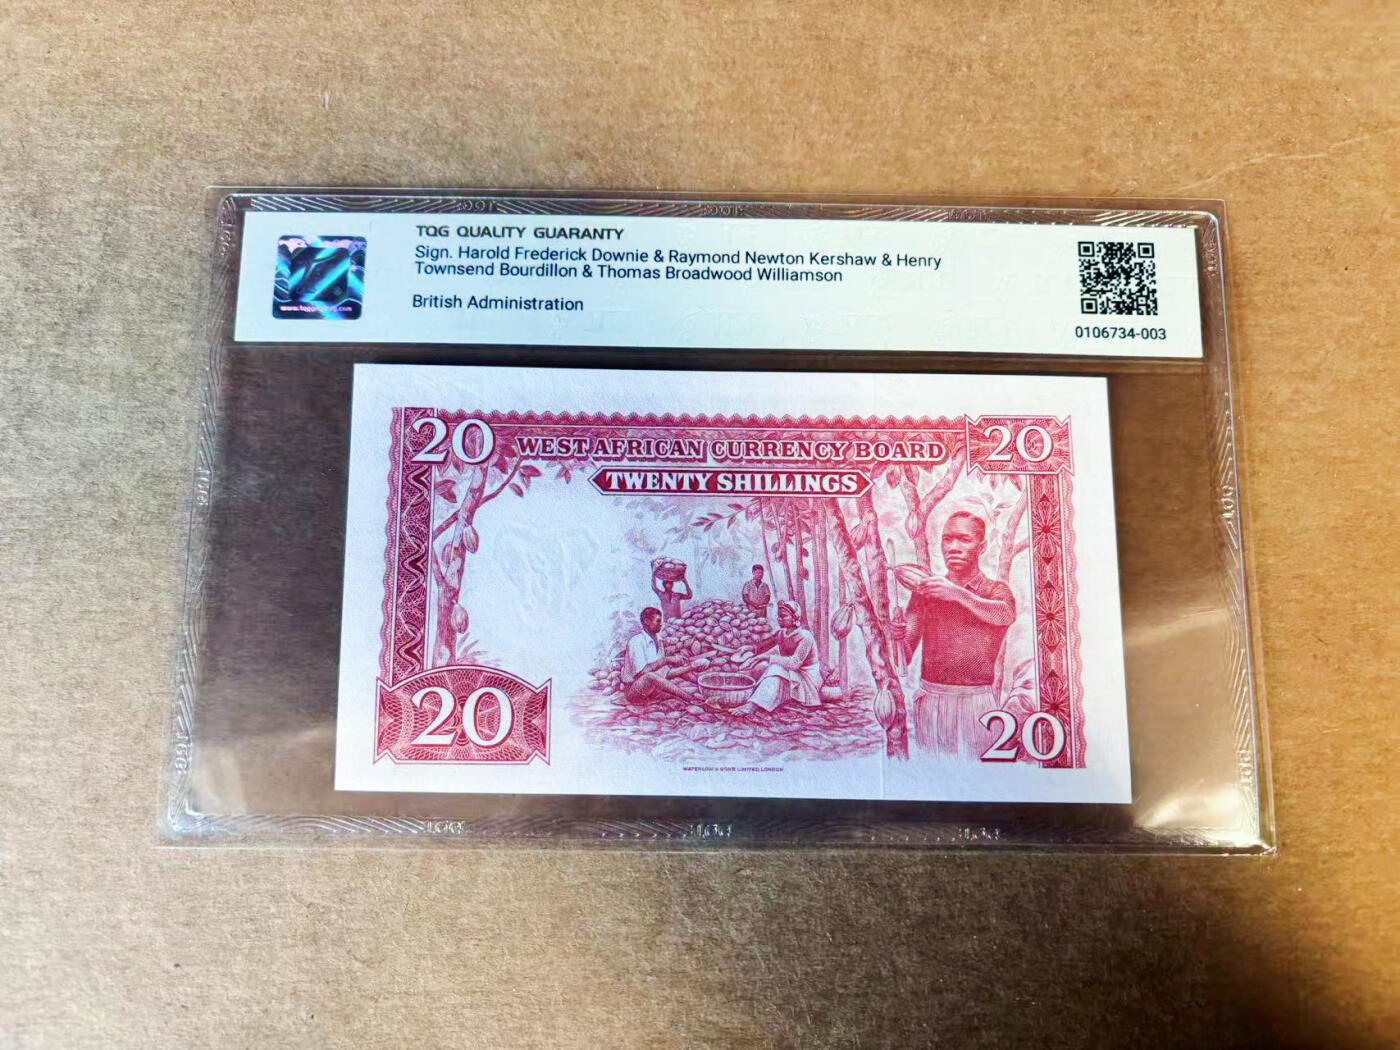 TQG QUALITY GUARANTY
Sign. Harold Frederick Downie & Raymond Newton Kershaw & Henry
Townsend Bourdillon & Thomas Broadwood Williamson
British Administration
0106734-003
20
WEST AFRICAN CURRENCY BOARD
20
TWENTY SHILLINGS
20
20
WATERLOW & SONS LIMITED, LONDON.